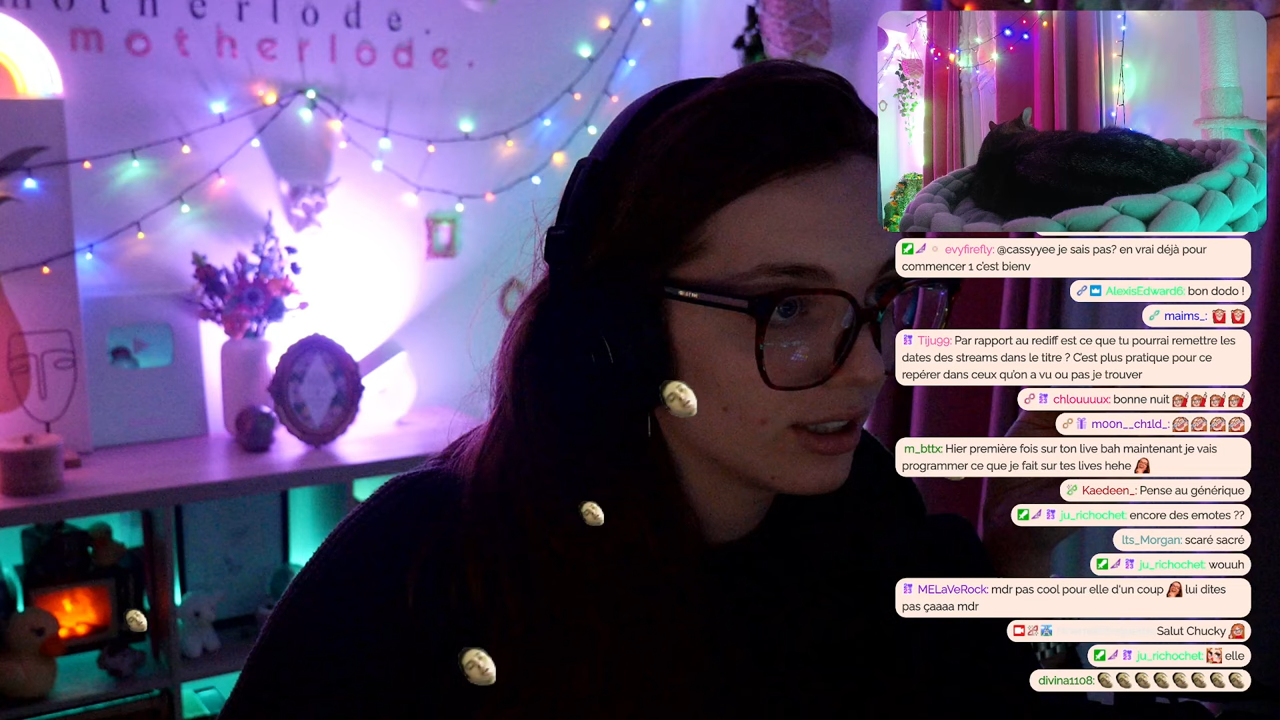 motherlode.
motherlode.
evyfirefly: @cassyyee je sais pas? en vrai déjà pour
commencer 1 c'est bienv
AlexisEdward6: bon dodo !
maims_:
Tiju99: Par rapport au rediff est ce que tu pourrai remettre les
dates des streams dans le titre ? C'est plus pratique pour ce
repérer dans ceux qu'on a vu ou pas je trouver
chlouuuux: bonne nuit
m00n__ch1ld_:
m_bttx: Hier première fois sur ton live bah maintenant je vais
programmer ce que je fait sur tes lives hehe
Kaedeen_: Pense au générique
ju_richochet: encore des emotes ??
lts_Morgan: scaré sacré
ju_richochet: wouuh
MELaVeRock: mdr pas cool pour elle d'un coup lui dites
pas çaaaa mdr
Salut Chucky
ju_richochet: elle
divina1108: